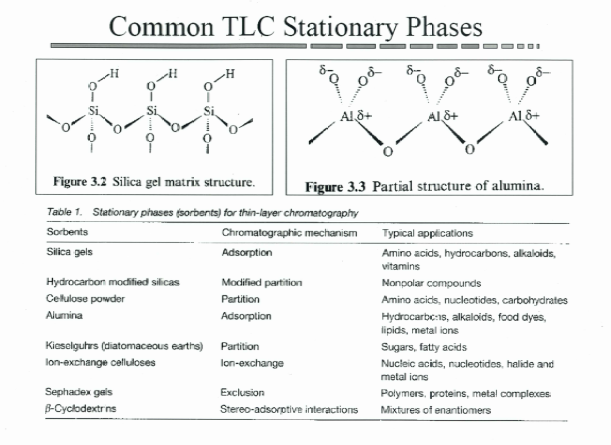 Common TLC Stationary Phases
H H H
O O O
Si Si Si
O O O O
O O O
Figure 3.2 Silica gel matrix structure.
δ– δ– δ– δ– δ– δ–
O O O O O O
Al δ+ Al δ+ Al δ+
O O
Figure 3.3 Partial structure of alumina.
Table 1. Stationary phases (sorbents) for thin-layer chromatography
Sorbents Chromatographic mechanism Typical applications
Silica gels Adsorption Amino acids, hydrocarbons, alkaloids,
vitamins
Hydrocarbon modified silicas Modified partition Nonpolar compounds
Cellulose powder Partition Amino acids, nucleotides, carbohydrates
Alumina Adsorption Hydrocarbons, alkaloids, food dyes,
lipids, metal ions
Kieselguhrs (diatomaceous earths) Partition Sugars, fatty acids
Ion-exchange celluloses Ion-exchange Nucleic acids, nucleotides, halide and
metal ions
Sephadex gels Exclusion Polymers, proteins, metal complexes
β-Cyclodextrins Stereo-adsorptive interactions Mixtures of enantiomers